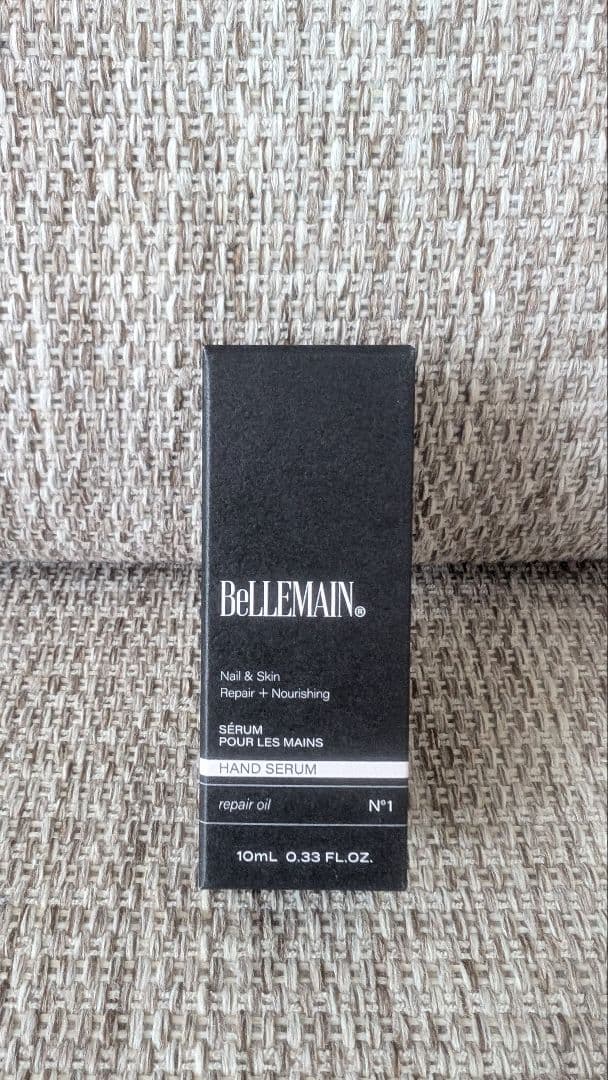 BeLLEMAIN®
Nail & Skin
Repair + Nourishing
SÉRUM
POUR LES MAINS
HAND SERUM
repair oil N°1
10mL 0.33 FL.OZ.